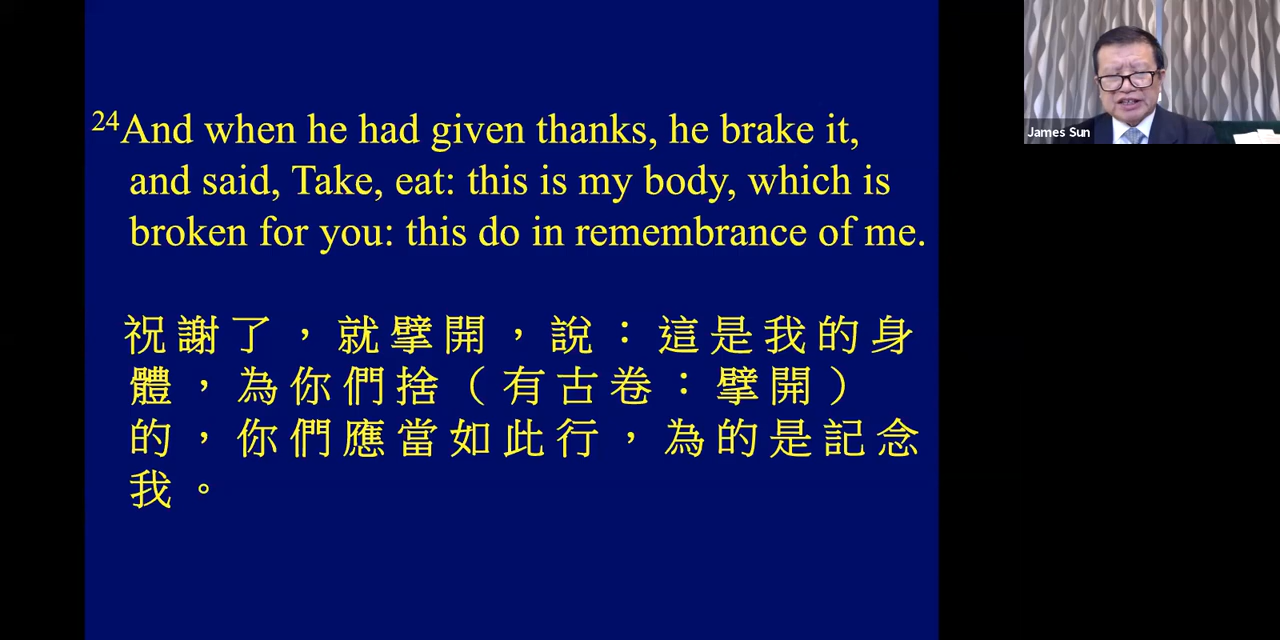 24And when he had given thanks, he brake it,
and said, Take, eat: this is my body, which is
broken for you: this do in remembrance of me.
祝謝了，就擘開，說：這是我的身
體，為你們捨（有古卷：擘開）
的，你們應當如此行，為的是記念
我。
James Sun